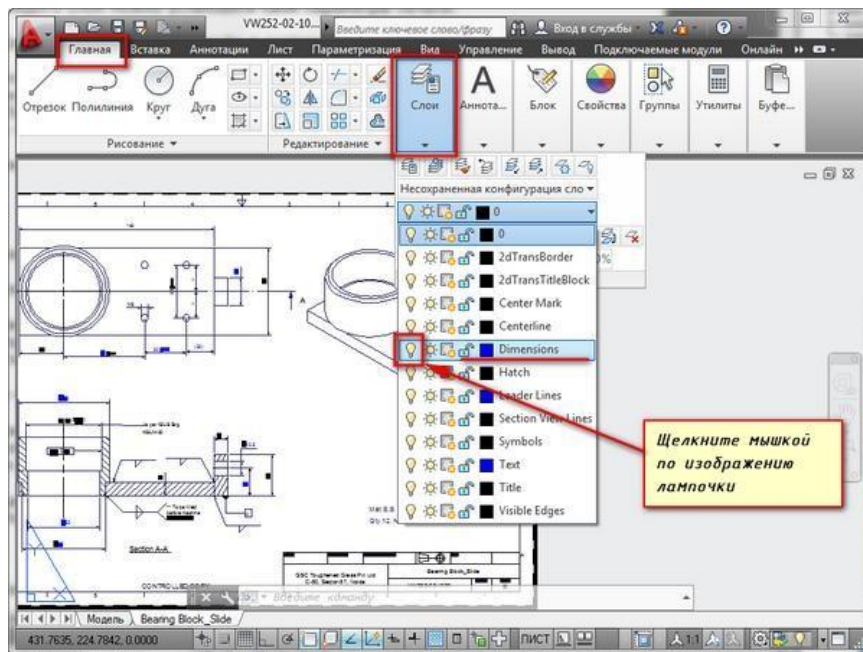 VW252-02-10...
Введите ключевое слово/фразу
Вход в службы
Главная Вставка Аннотации Лист Параметризация Вид Управление Вывод Подключаемые модули Онлайн
Отрезок Полилиния Круг Дуга
Слои Аннота... Блок Свойства Группы Утилиты Буфе...
Рисование Редактирование
Несохраненная конфигурация сло
0
0
2dTransBorder
2dTransTitleBlock
Center Mark
Centerline
Dimensions
Hatch
Leader Lines
Section View Lines
Symbols
Text
Title
Visible Edges
Щелкните мышкой
по изображению
лампочки
A
Section A-A
Bearing Block_Slide
Введите команду
Модель Bearing Block_Slide
431.7635, 224.7842, 0.0000
ЛИСТ
1:1